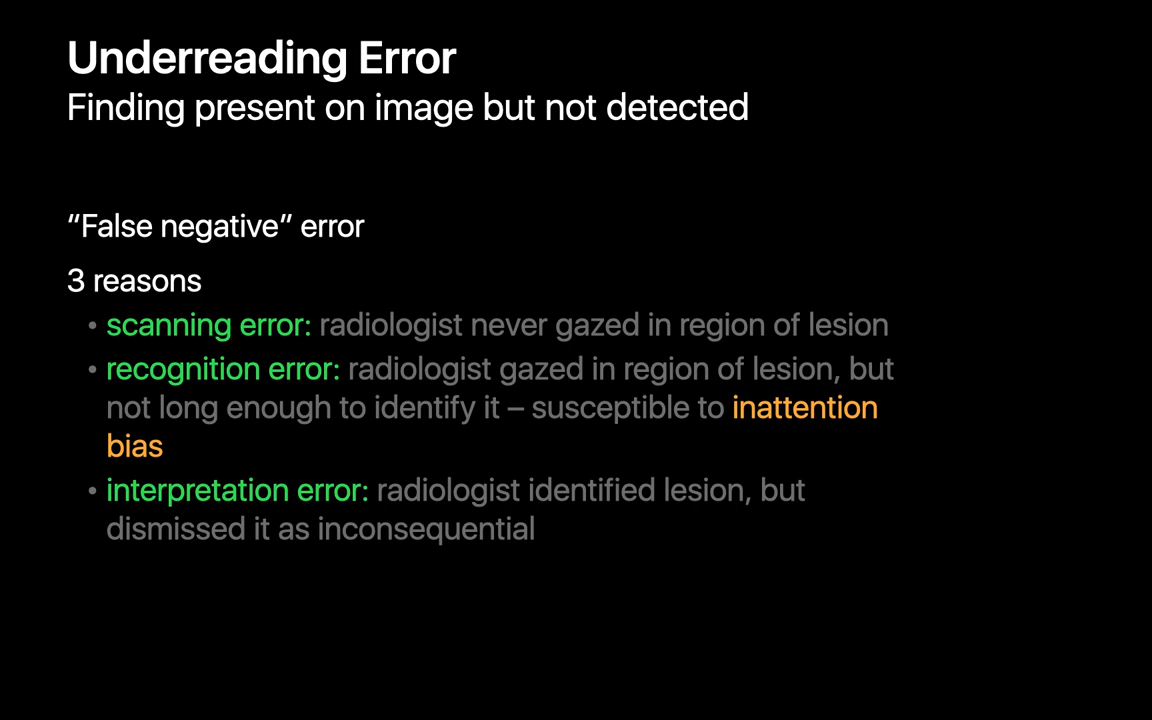 Underreading Error
Finding present on image but not detected
“False negative” error
3 reasons
• scanning error: radiologist never gazed in region of lesion
• recognition error: radiologist gazed in region of lesion, but
not long enough to identify it – susceptible to inattention
bias
• interpretation error: radiologist identified lesion, but
dismissed it as inconsequential